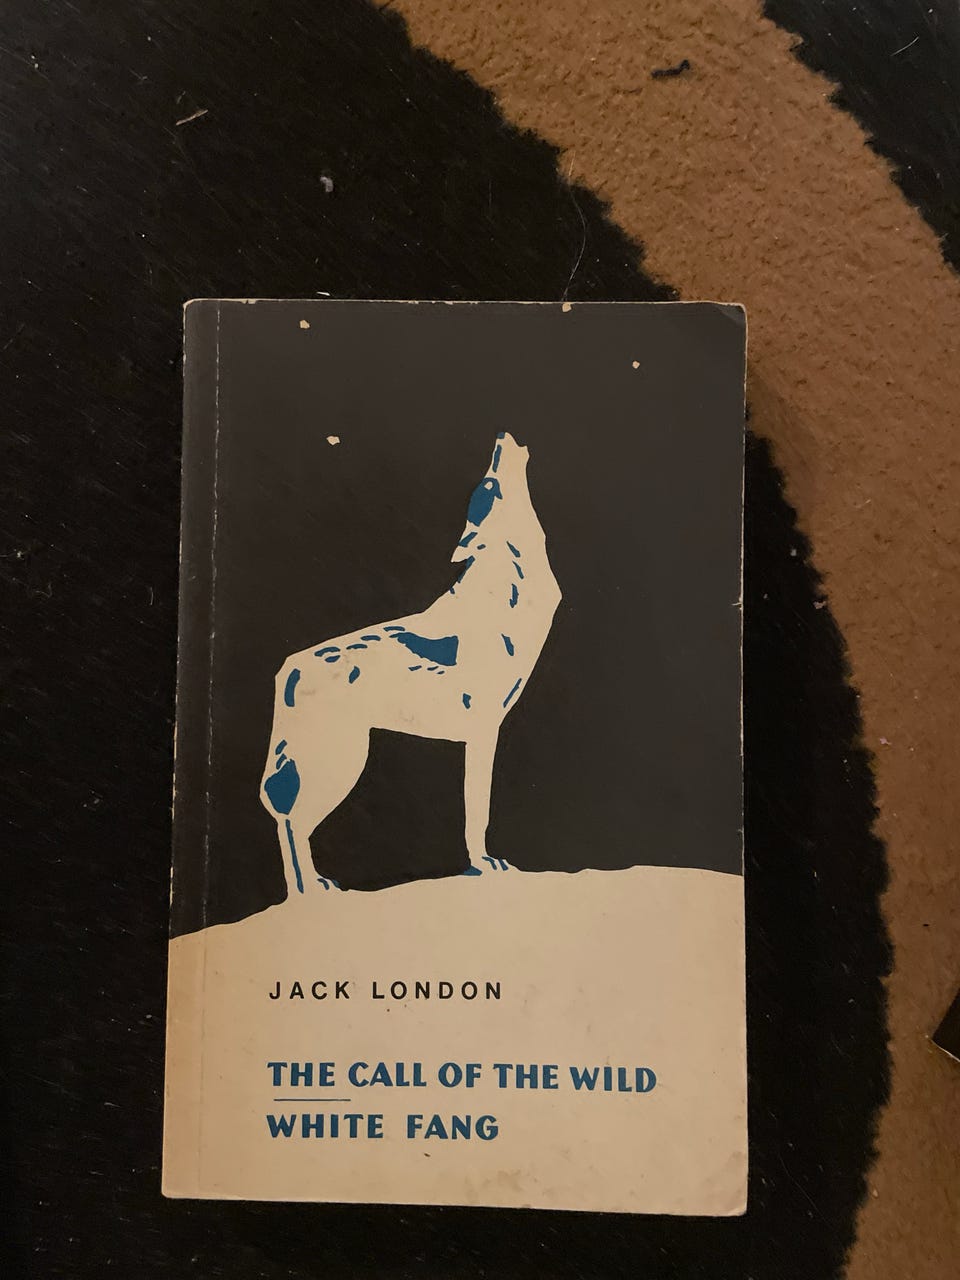 JACK LONDON
THE CALL OF THE WILD
WHITE FANG